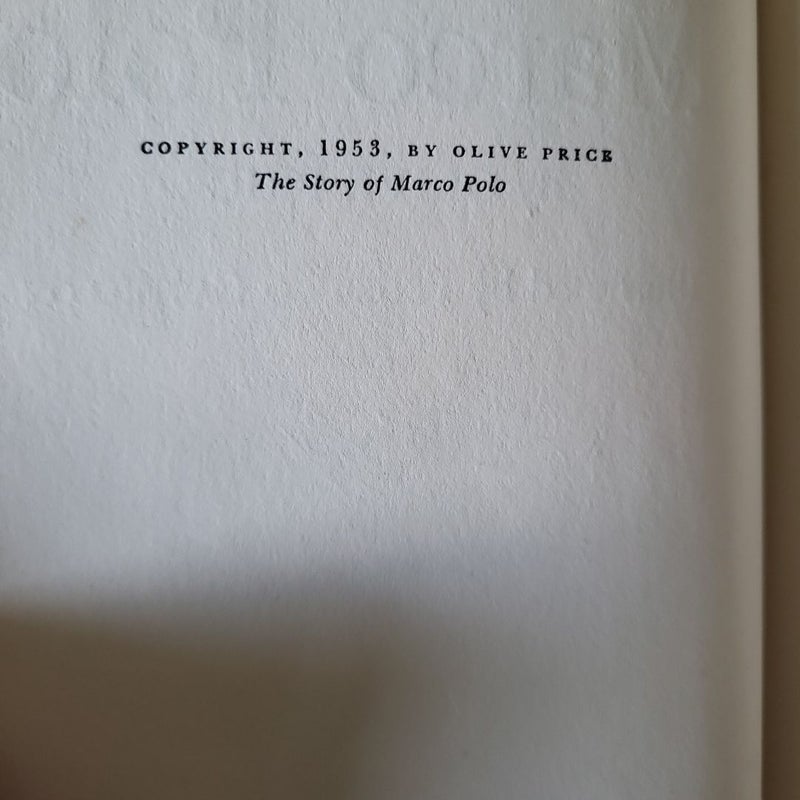 COPYRIGHT, 1953, BY OLIVE PRICE
The Story of Marco Polo